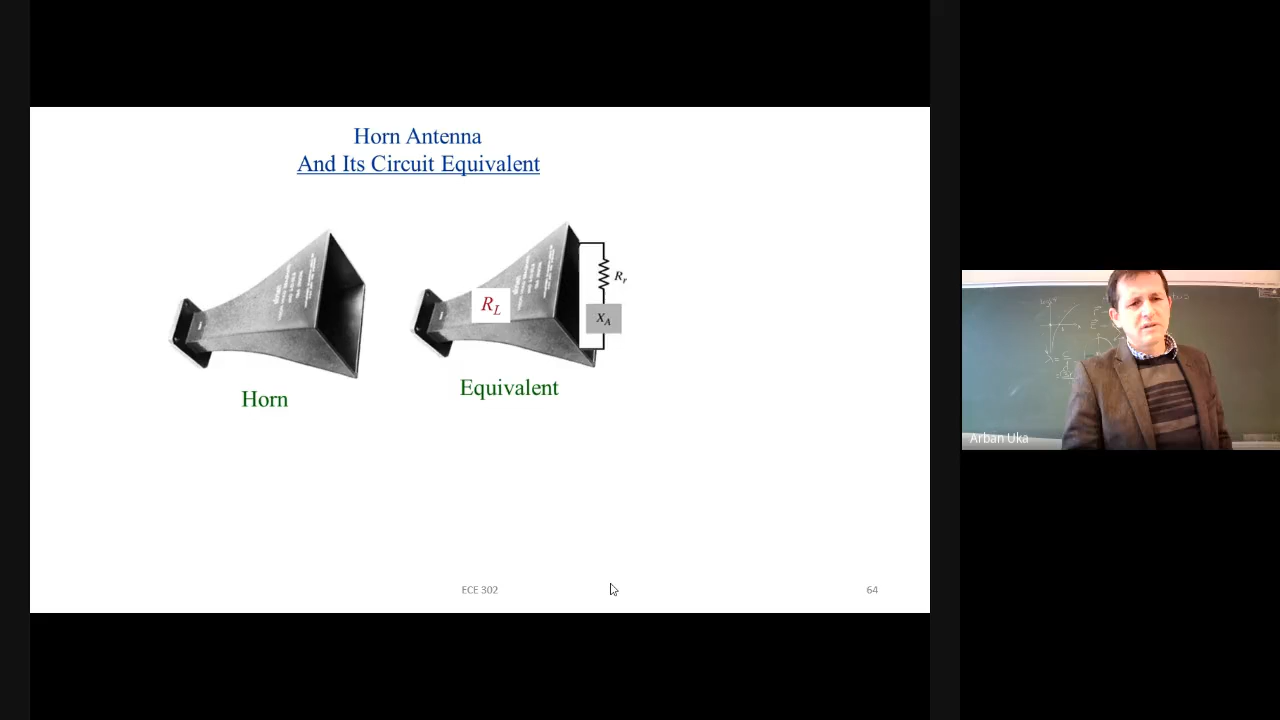 Horn Antenna
And Its Circuit Equivalent
R_L
R_r
X_A
Horn
Equivalent
ECE 302
64
Arban Uka